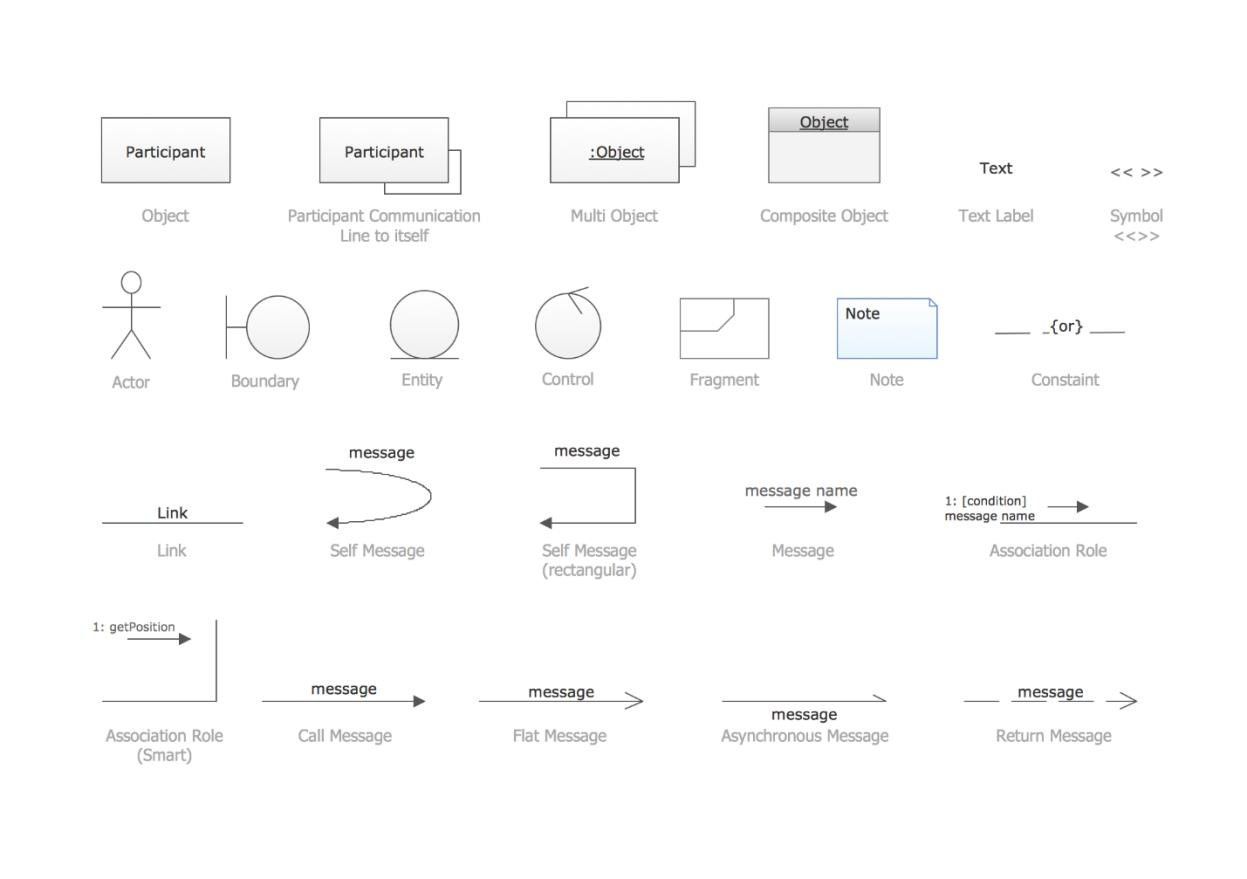 Participant
Object
Participant
Participant Communication
Line to itself
:Object
Multi Object
Object
Composite Object
Text
Text Label
<< >>
Symbol
<<>>
Actor
Boundary
Entity
Control
Fragment
Note
Note
{or}
Constaint
Link
Link
message
Self Message
message
Self Message
(rectangular)
message name
Message
1: [condition]
message name
Association Role
1: getPosition
Association Role
(Smart)
message
Call Message
message
Flat Message
message
Asynchronous Message
message
Return Message